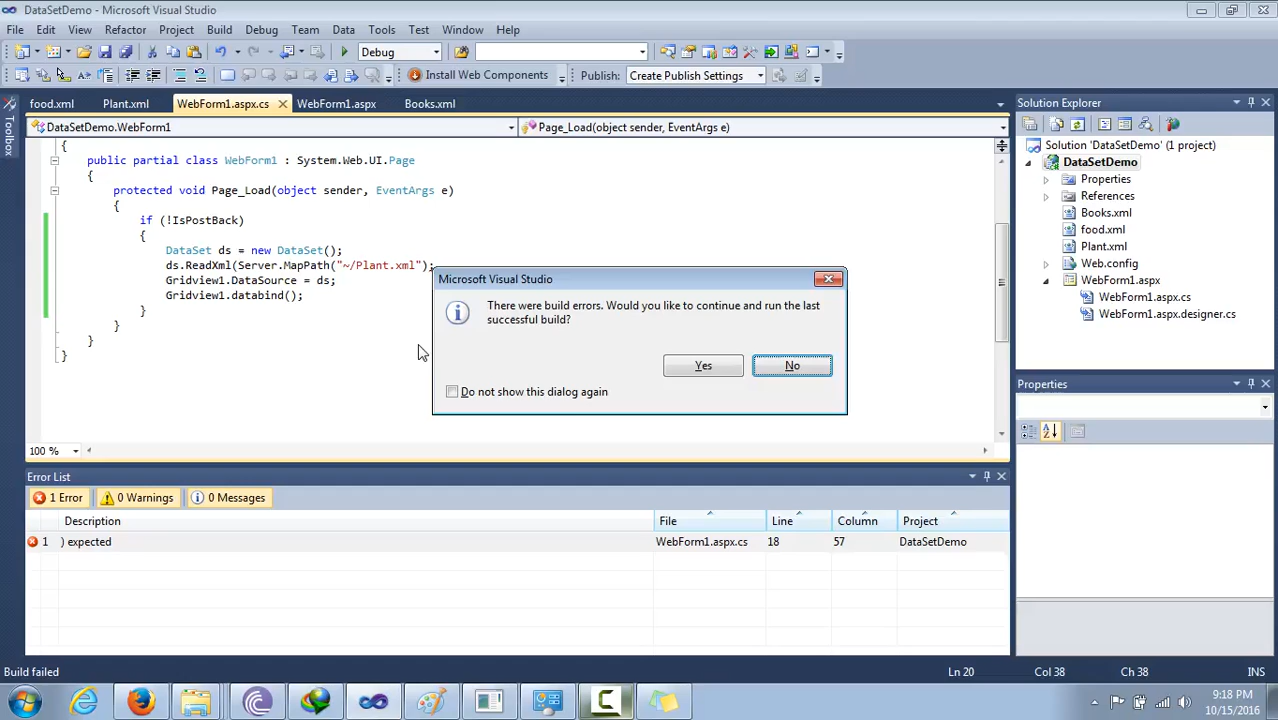 DataSetDemo - Microsoft Visual Studio
File Edit View Refactor Project Build Debug Team Data Tools Test Window Help
Debug
Install Web Components Publish: Create Publish Settings
food.xml Plant.xml WebForm1.aspx.cs WebForm1.aspx Books.xml
Toolbox
DataSetDemo.WebForm1 Page_Load(object sender, EventArgs e)
{
public partial class WebForm1 : System.Web.UI.Page
{
protected void Page_Load(object sender, EventArgs e)
{
if (!IsPostBack)
{
DataSet ds = new DataSet();
ds.ReadXml(Server.MapPath("~/Plant.xml");
Gridview1.DataSource = ds;
Gridview1.databind();
}
}
}
}
100 %
Microsoft Visual Studio
There were build errors. Would you like to continue and run the last
successful build?
Yes No
Do not show this dialog again
Solution Explorer
Solution 'DataSetDemo' (1 project)
DataSetDemo
Properties
References
Books.xml
food.xml
Plant.xml
Web.config
WebForm1.aspx
WebForm1.aspx.cs
WebForm1.aspx.designer.cs
Properties
Error List
1 Error 0 Warnings 0 Messages
Description File Line Column Project
1 ) expected WebForm1.aspx.cs 18 57 DataSetDemo
Build failed Ln 20 Col 38 Ch 38 INS
9:18 PM
10/15/2016